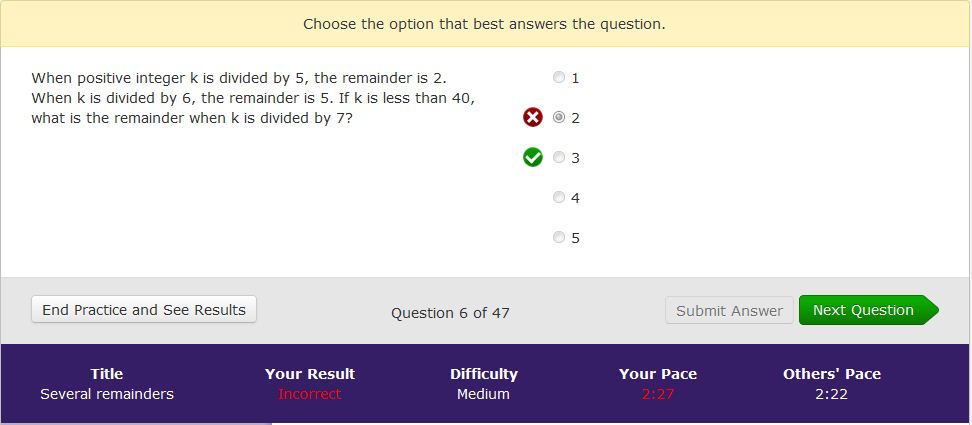 Choose the option that best answers the question.
When positive integer k is divided by 5, the remainder is 2.
When k is divided by 6, the remainder is 5. If k is less than 40,
what is the remainder when k is divided by 7?
1
2
3
4
5
End Practice and See Results
Question 6 of 47
Submit Answer
Next Question
Title
Your Result
Difficulty
Your Pace
Others' Pace
Several remainders
Incorrect
Medium
2:27
2:22